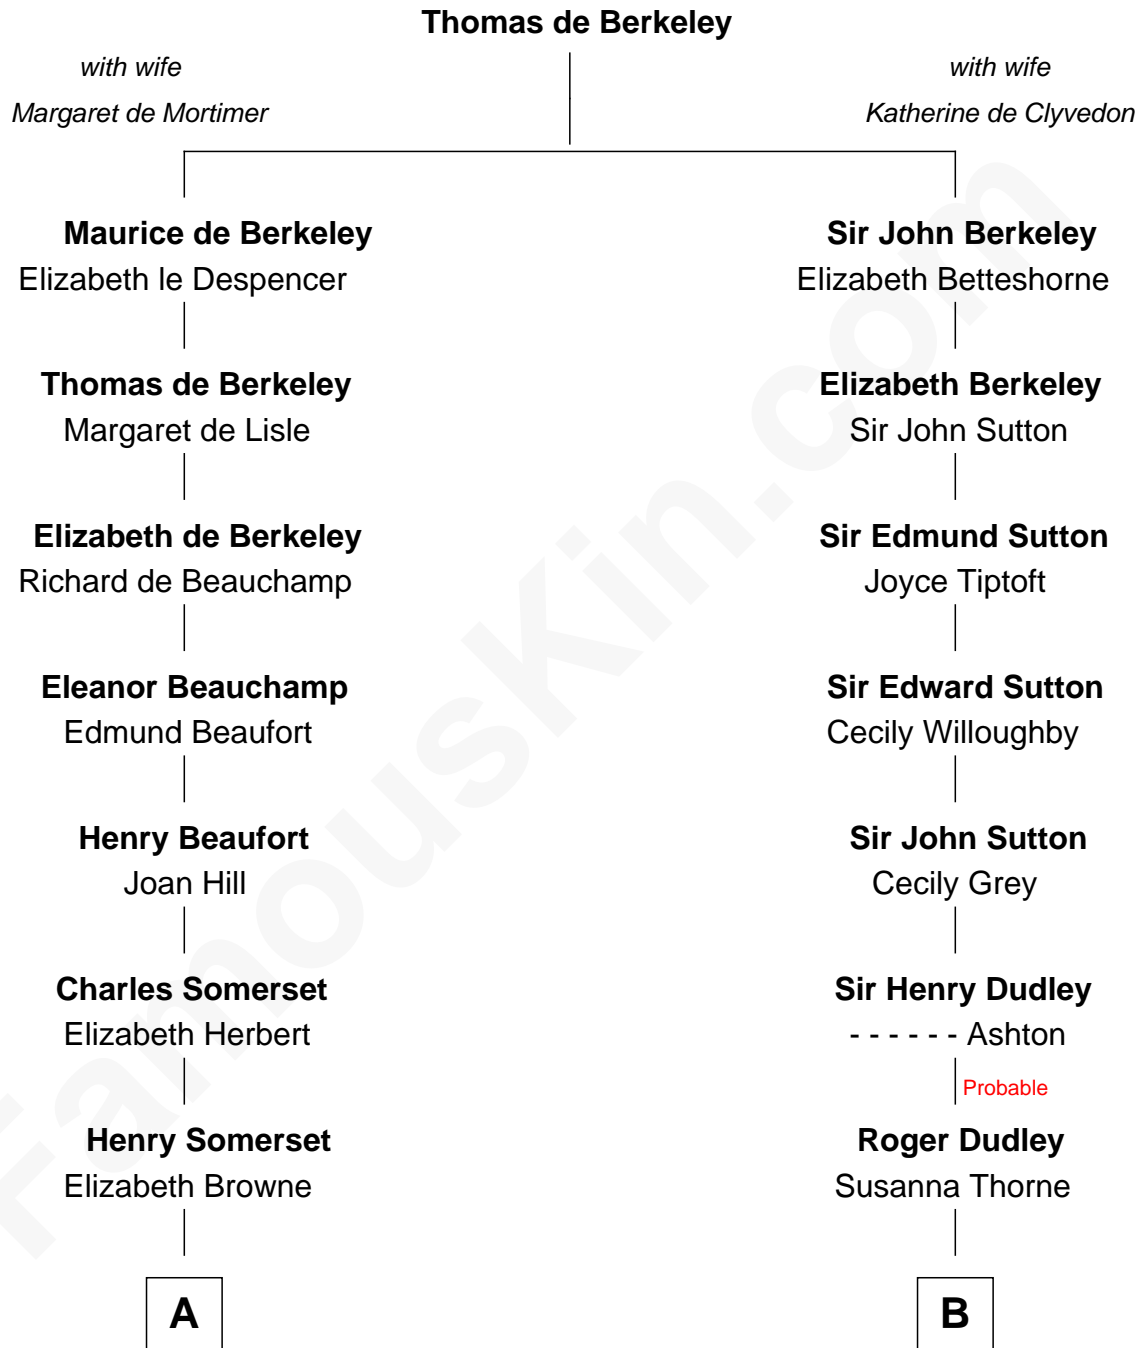 Thomas de Berkeley
with wife
Margaret de Mortimer
with wife
Katherine de Clyvedon
Maurice de Berkeley
Elizabeth le Despencer
Sir John Berkeley
Elizabeth Betteshorne
Thomas de Berkeley
Margaret de Lisle
Elizabeth Berkeley
Sir John Sutton
Elizabeth de Berkeley
Richard de Beauchamp
Sir Edmund Sutton
Joyce Tiptoft
Eleanor Beauchamp
Edmund Beaufort
Sir Edward Sutton
Cecily Willoughby
Henry Beaufort
Joan Hill
Sir John Sutton
Cecily Grey
Charles Somerset
Elizabeth Herbert
Sir Henry Dudley
- - - - - - Ashton
Probable
Henry Somerset
Elizabeth Browne
Roger Dudley
Susanna Thorne
A
B
FamousKin.com